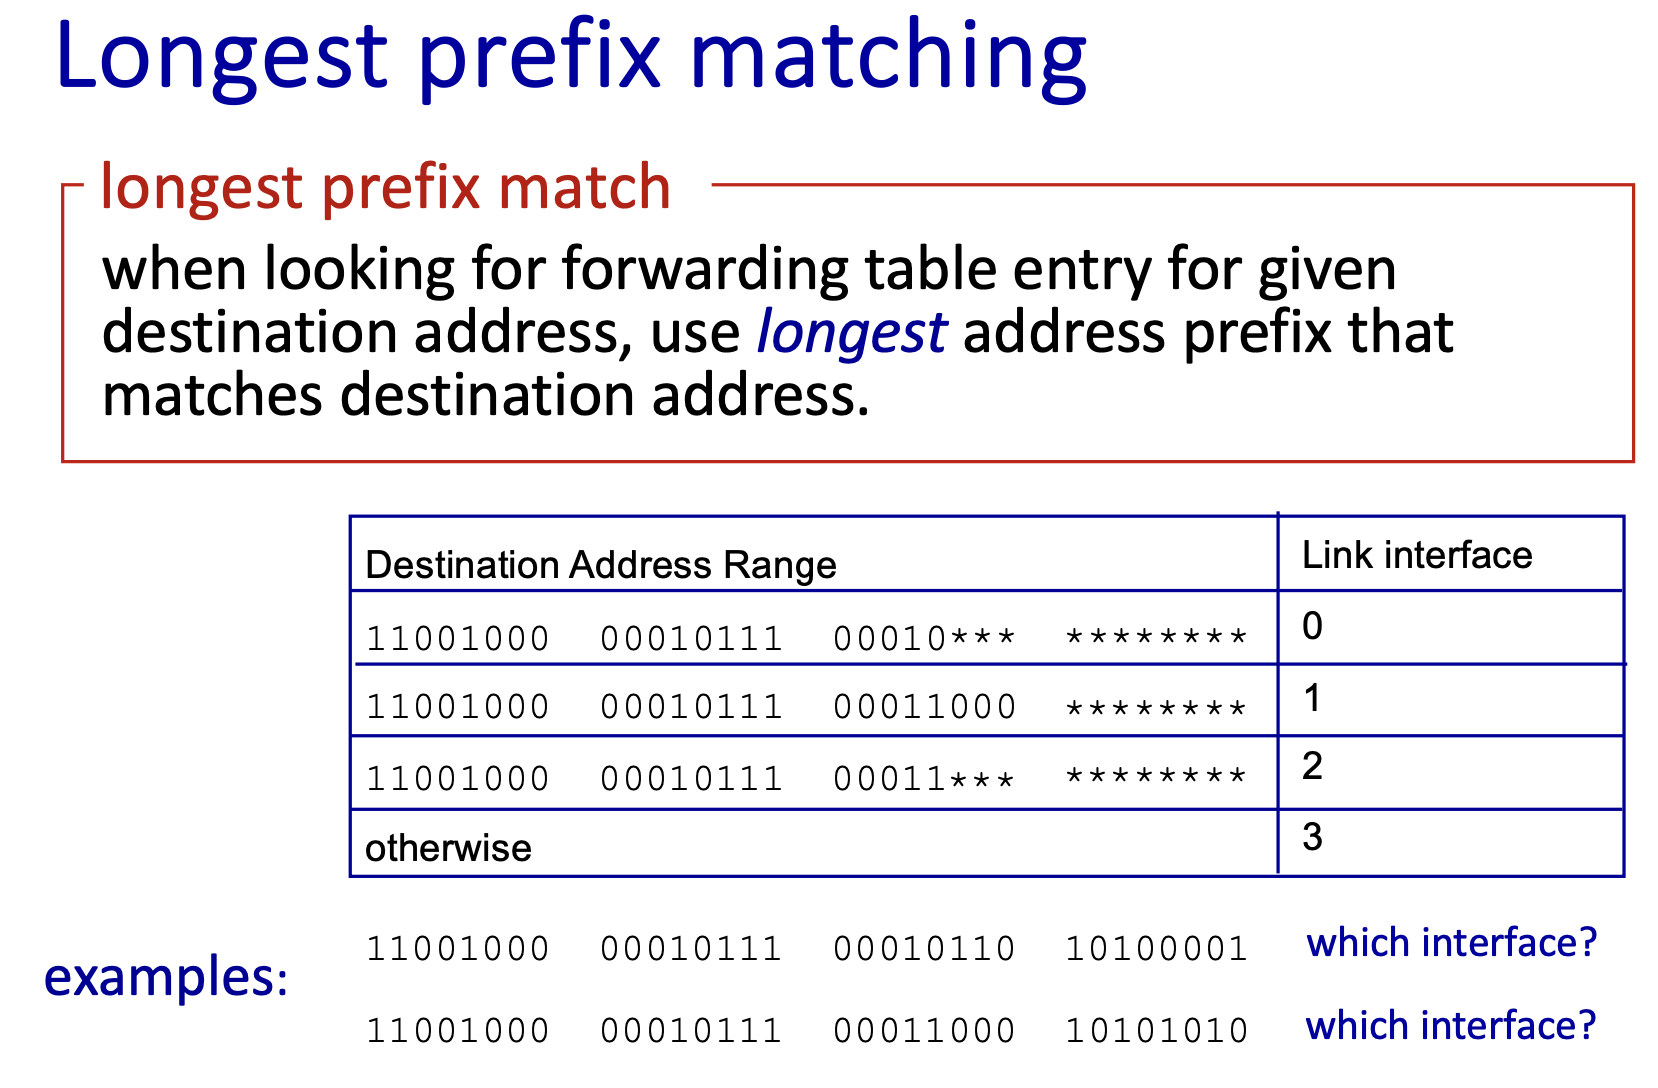 Longest prefix matching
longest prefix match
when looking for forwarding table entry for given
destination address, use longest address prefix that
matches destination address.
Destination Address Range Link interface
11001000 00010111 00010*** ******** 0
11001000 00010111 00011000 ******** 1
11001000 00010111 00011*** ******** 2
otherwise 3
examples:
11001000 00010111 00010110 10100001 which interface?
11001000 00010111 00011000 10101010 which interface?